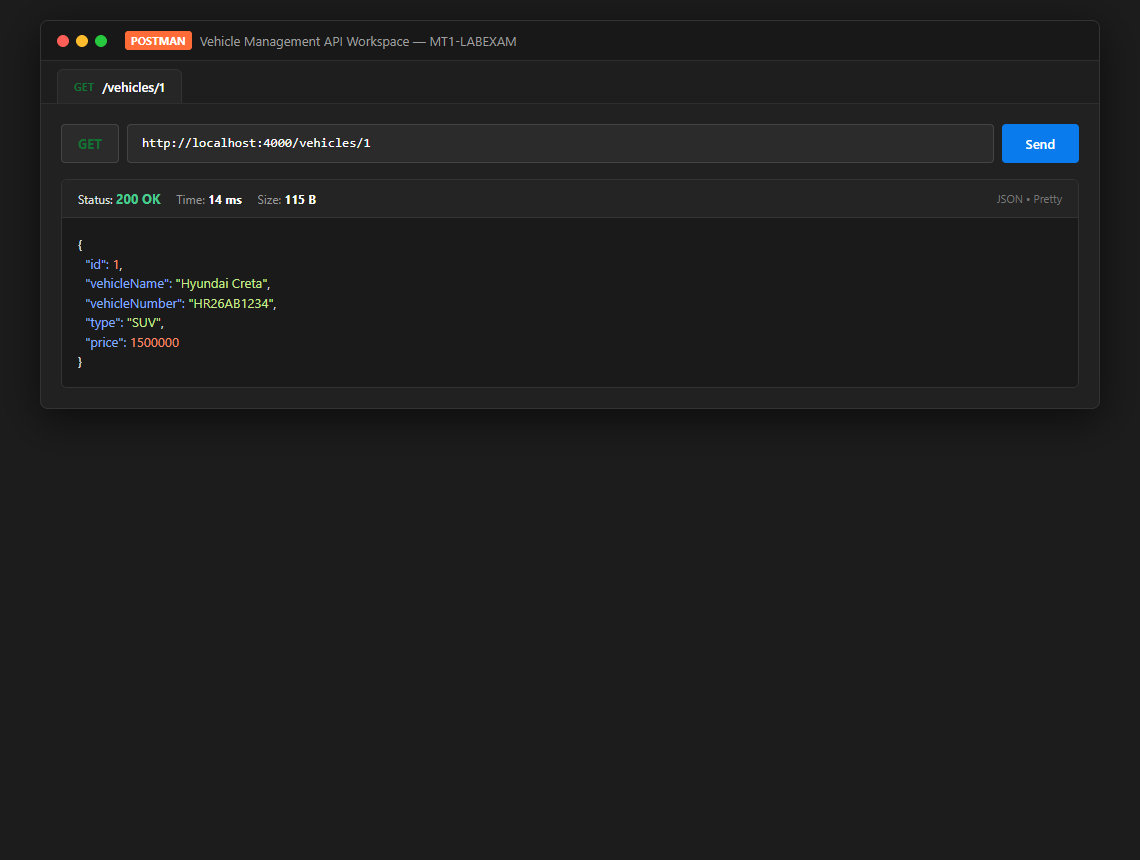 POSTMAN Vehicle Management API Workspace — MT1-LABEXAM
GET /vehicles/1
GET http://localhost:4000/vehicles/1 Send
Status: 200 OK Time: 14 ms Size: 115 B JSON • Pretty
{
"id": 1,
"vehicleName": "Hyundai Creta",
"vehicleNumber": "HR26AB1234",
"type": "SUV",
"price": 1500000
}